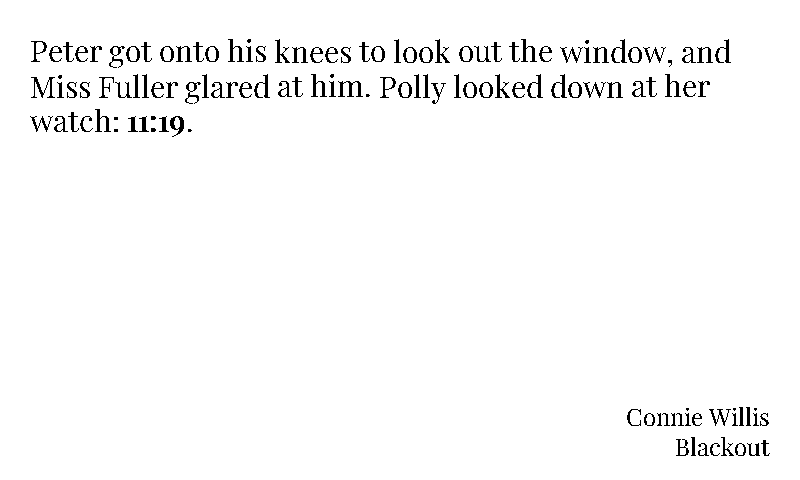 Peter got onto his knees to look out the window, and
Miss Fuller glared at him. Polly looked down at her
watch: 11:19.
Connie Willis
Blackout